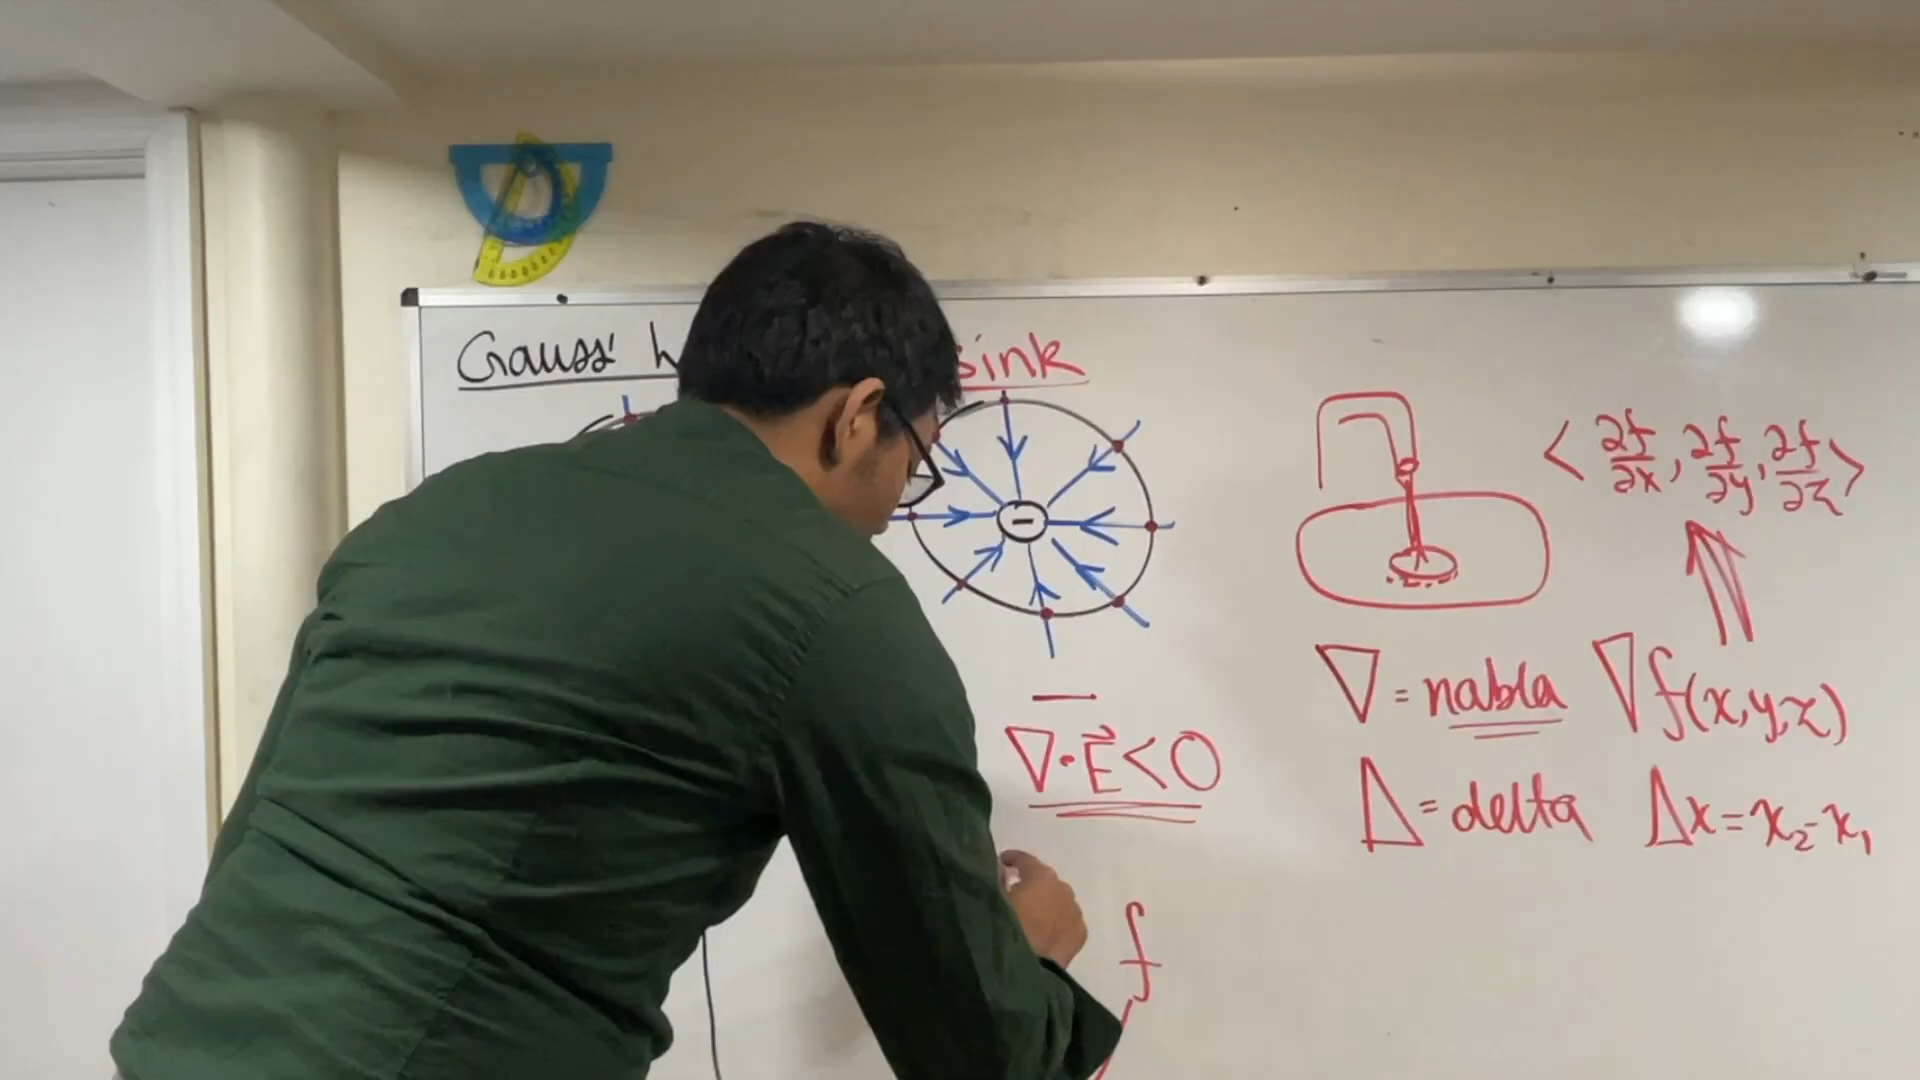 Gauss'
sink
−
⟨ ∂f/∂x, ∂f/∂y, ∂f/∂z ⟩
∇ = nabla ∇f(x,y,z)
∇·E⃗ < 0
Δ = delta Δx = x₂ - x₁
f